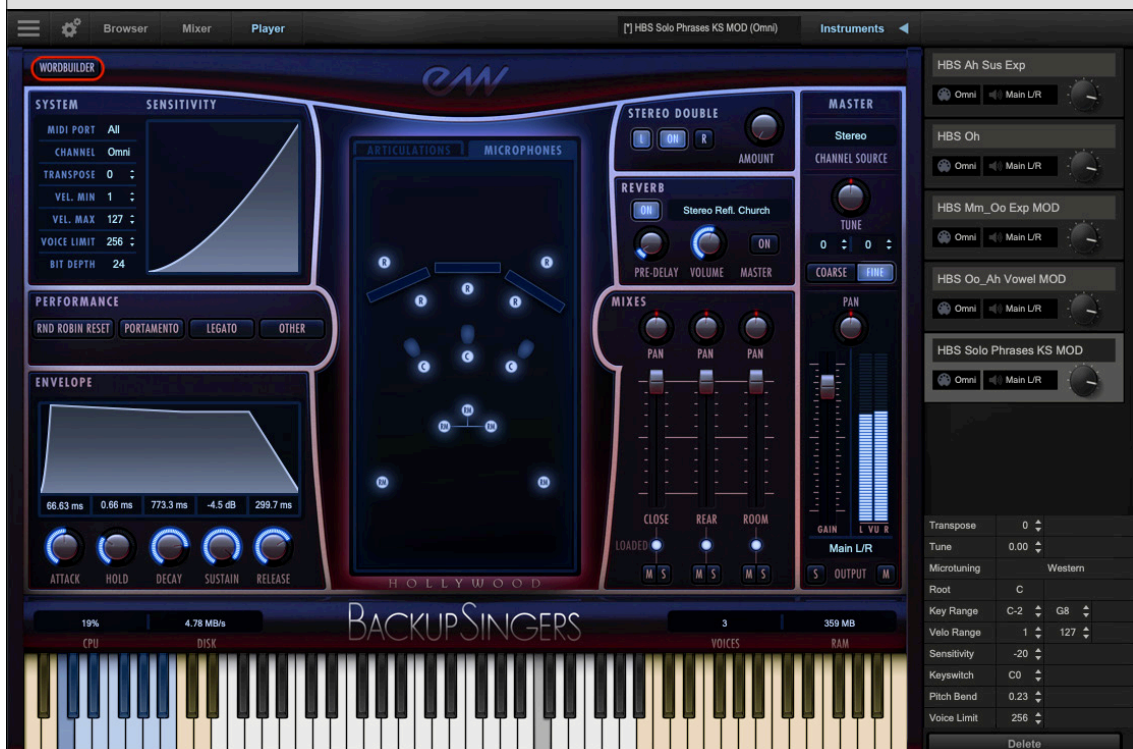 Browser Mixer Player [*] HBS Solo Phrases KS MOD (Omni) Instruments
WORDBUILDER
SYSTEM SENSITIVITY
MIDI PORT All
CHANNEL Omni
TRANSPOSE 0
VEL. MIN 1
VEL. MAX 127
VOICE LIMIT 256
BIT DEPTH 24
PERFORMANCE
RND ROBIN RESET PORTAMENTO LEGATO OTHER
ENVELOPE
66.63 ms 0.66 ms 773.3 ms -4.5 dB 299.7 ms
ATTACK HOLD DECAY SUSTAIN RELEASE
EW
ARTICULATIONS MICROPHONES
R R
R R R
C C C
RM
RM RM
RM RM
HOLLYWOOD
STEREO DOUBLE
L ON R
AMOUNT
REVERB
ON Stereo Refl. Church
ON
PRE-DELAY VOLUME MASTER
MIXES
PAN PAN PAN
CLOSE REAR ROOM
LOADED
M S M S M S
MASTER
Stereo
CHANNEL SOURCE
TUNE
0 0
COARSE FINE
PAN
GAIN L VU R
Main L/R
S OUTPUT M
19% 4.78 MB/s BACKUPSINGERS 3 359 MB
CPU DISK VOICES RAM
HBS Ah Sus Exp
Omni Main L/R
HBS Oh
Omni Main L/R
HBS Mm_Oo Exp MOD
Omni Main L/R
HBS Oo_Ah Vowel MOD
Omni Main L/R
HBS Solo Phrases KS MOD
Omni Main L/R
Transpose 0
Tune 0.00
Microtuning Western
Root C
Key Range C-2 G8
Velo Range 1 127
Sensitivity -20
Keyswitch C0
Pitch Bend 0.23
Voice Limit 256
Delete